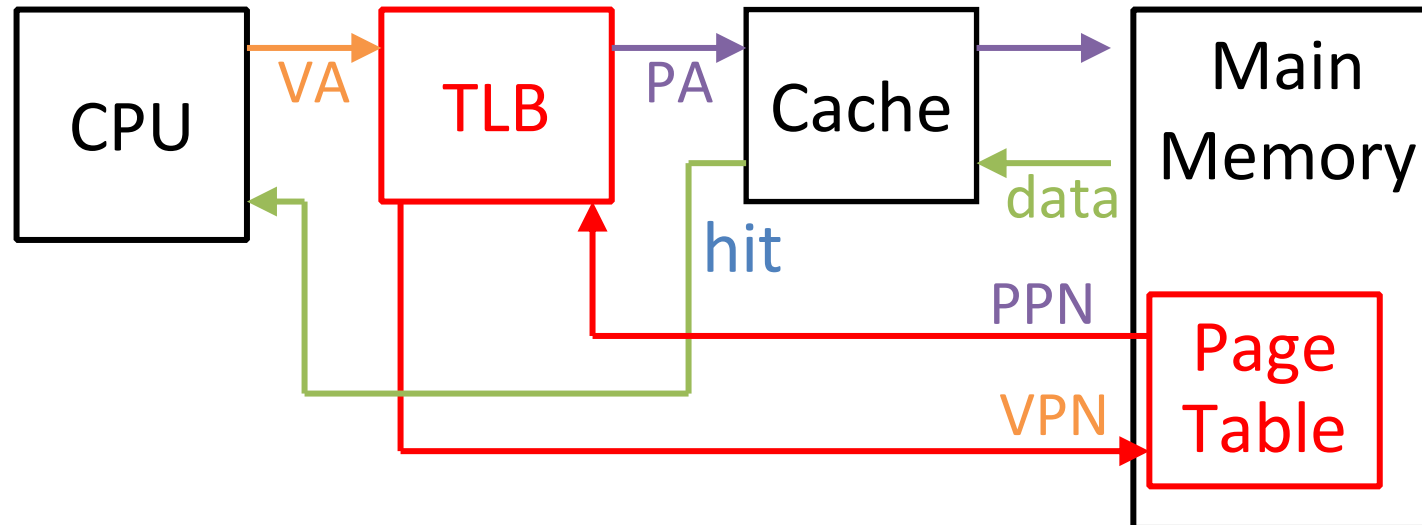 CPU
VA
TLB
PA
Cache
Main
Memory
data
hit
PPN
VPN
Page
Table